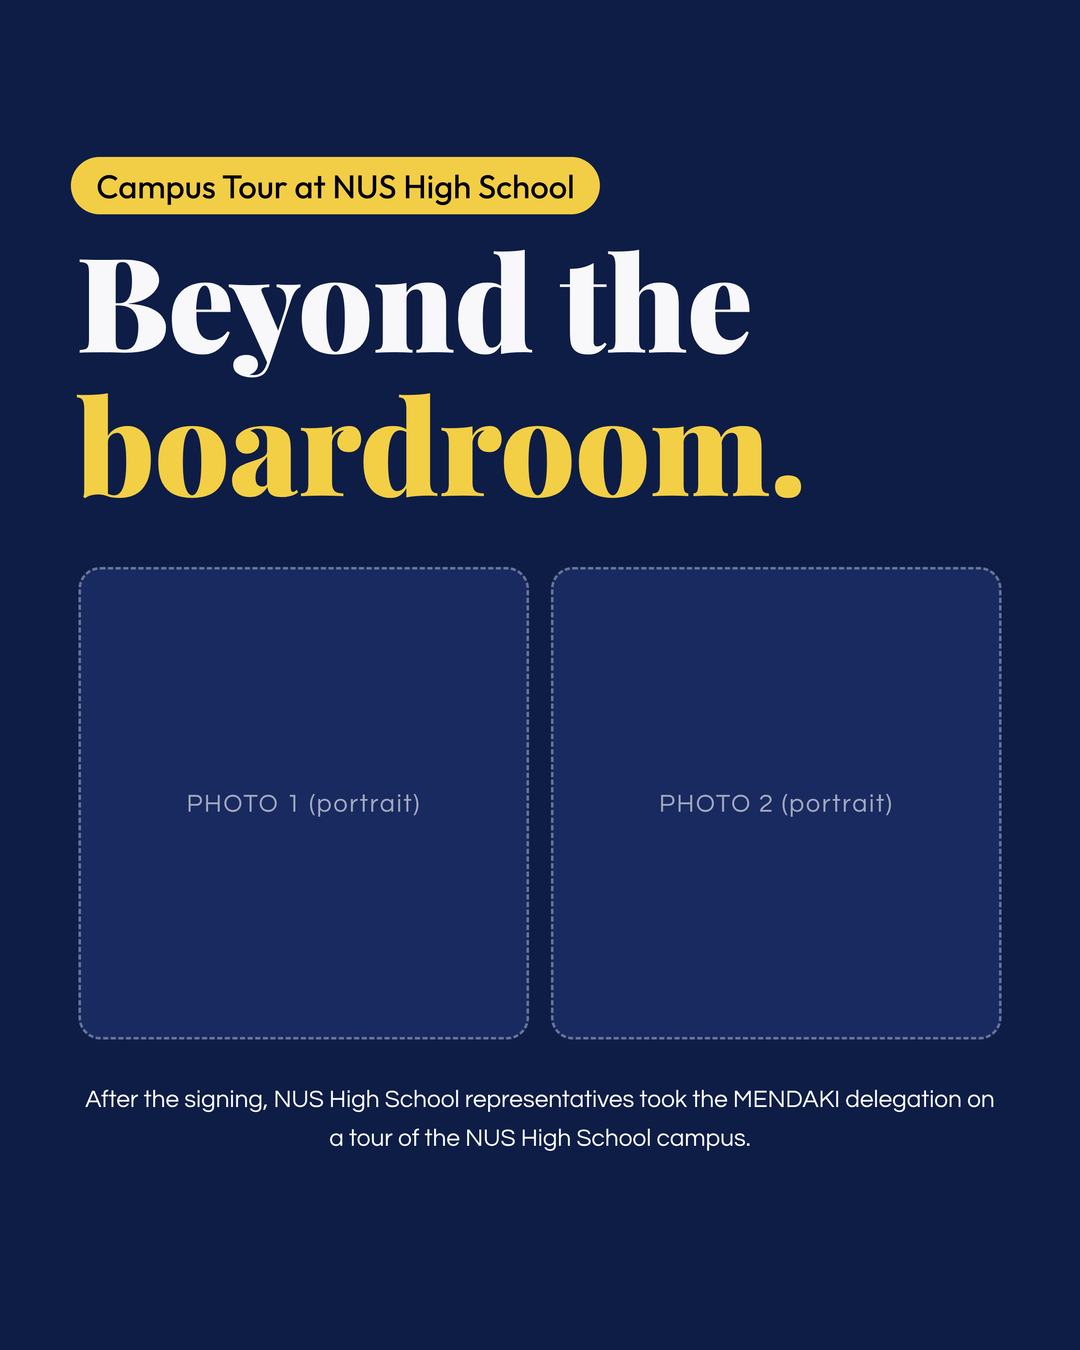 Campus Tour at NUS High School
Beyond the
boardroom.
PHOTO 1 (portrait)
PHOTO 2 (portrait)
After the signing, NUS High School representatives took the MENDAKI delegation on
a tour of the NUS High School campus.